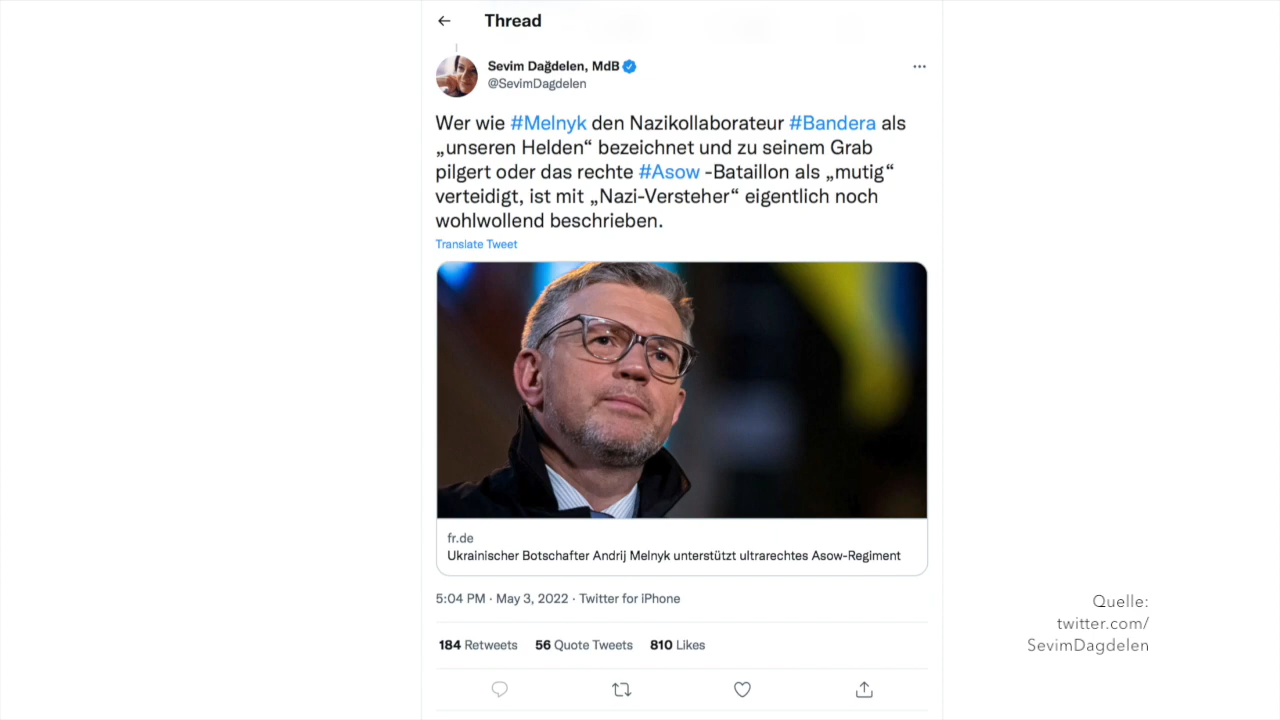 Thread
Sevim Dağdelen, MdB
@SevimDagdelen
Wer wie #Melnyk den Nazikollaborateur #Bandera als
„unseren Helden“ bezeichnet und zu seinem Grab
pilgert oder das rechte #Asow -Bataillon als „mutig“
verteidigt, ist mit „Nazi-Versteher“ eigentlich noch
wohlwollend beschrieben.
Translate Tweet
fr.de
Ukrainischer Botschafter Andrij Melnyk unterstützt ultrarechtes Asow-Regiment
5:04 PM · May 3, 2022 · Twitter for iPhone
184 Retweets 56 Quote Tweets 810 Likes
Quelle:
twitter.com/
SevimDagdelen